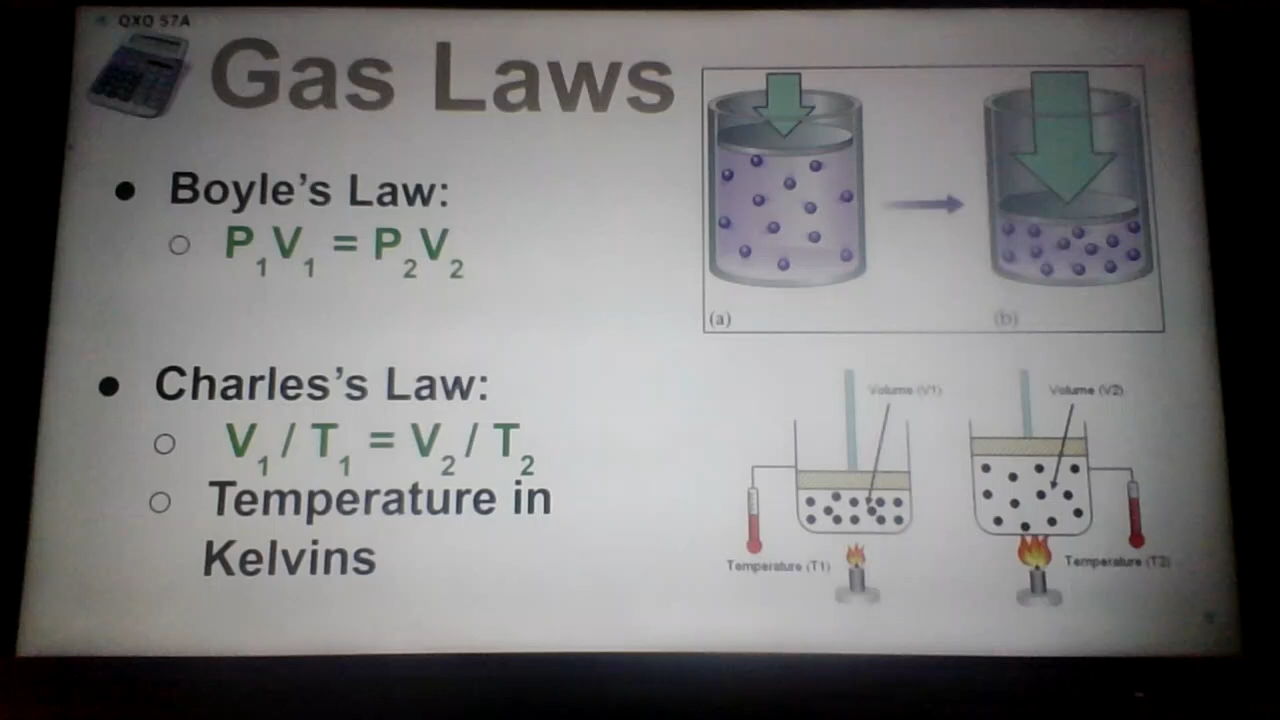 QXQ 57A
Gas Laws
● Boyle's Law:
○ P₁V₁ = P₂V₂
● Charles's Law:
○ V₁ / T₁ = V₂ / T₂
○ Temperature in
Kelvins
(a)
(b)
Volume (V1)
Volume (V2)
Temperature (T1)
Temperature (T2)